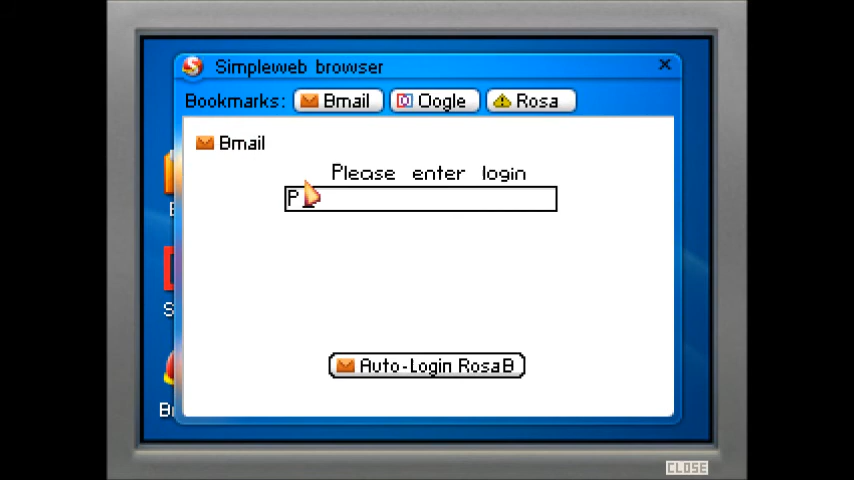 Simpleweb browser
Bookmarks: Bmail Oogle Rosa
Bmail
Please enter login
P
Auto-Login RosaB
CLOSE